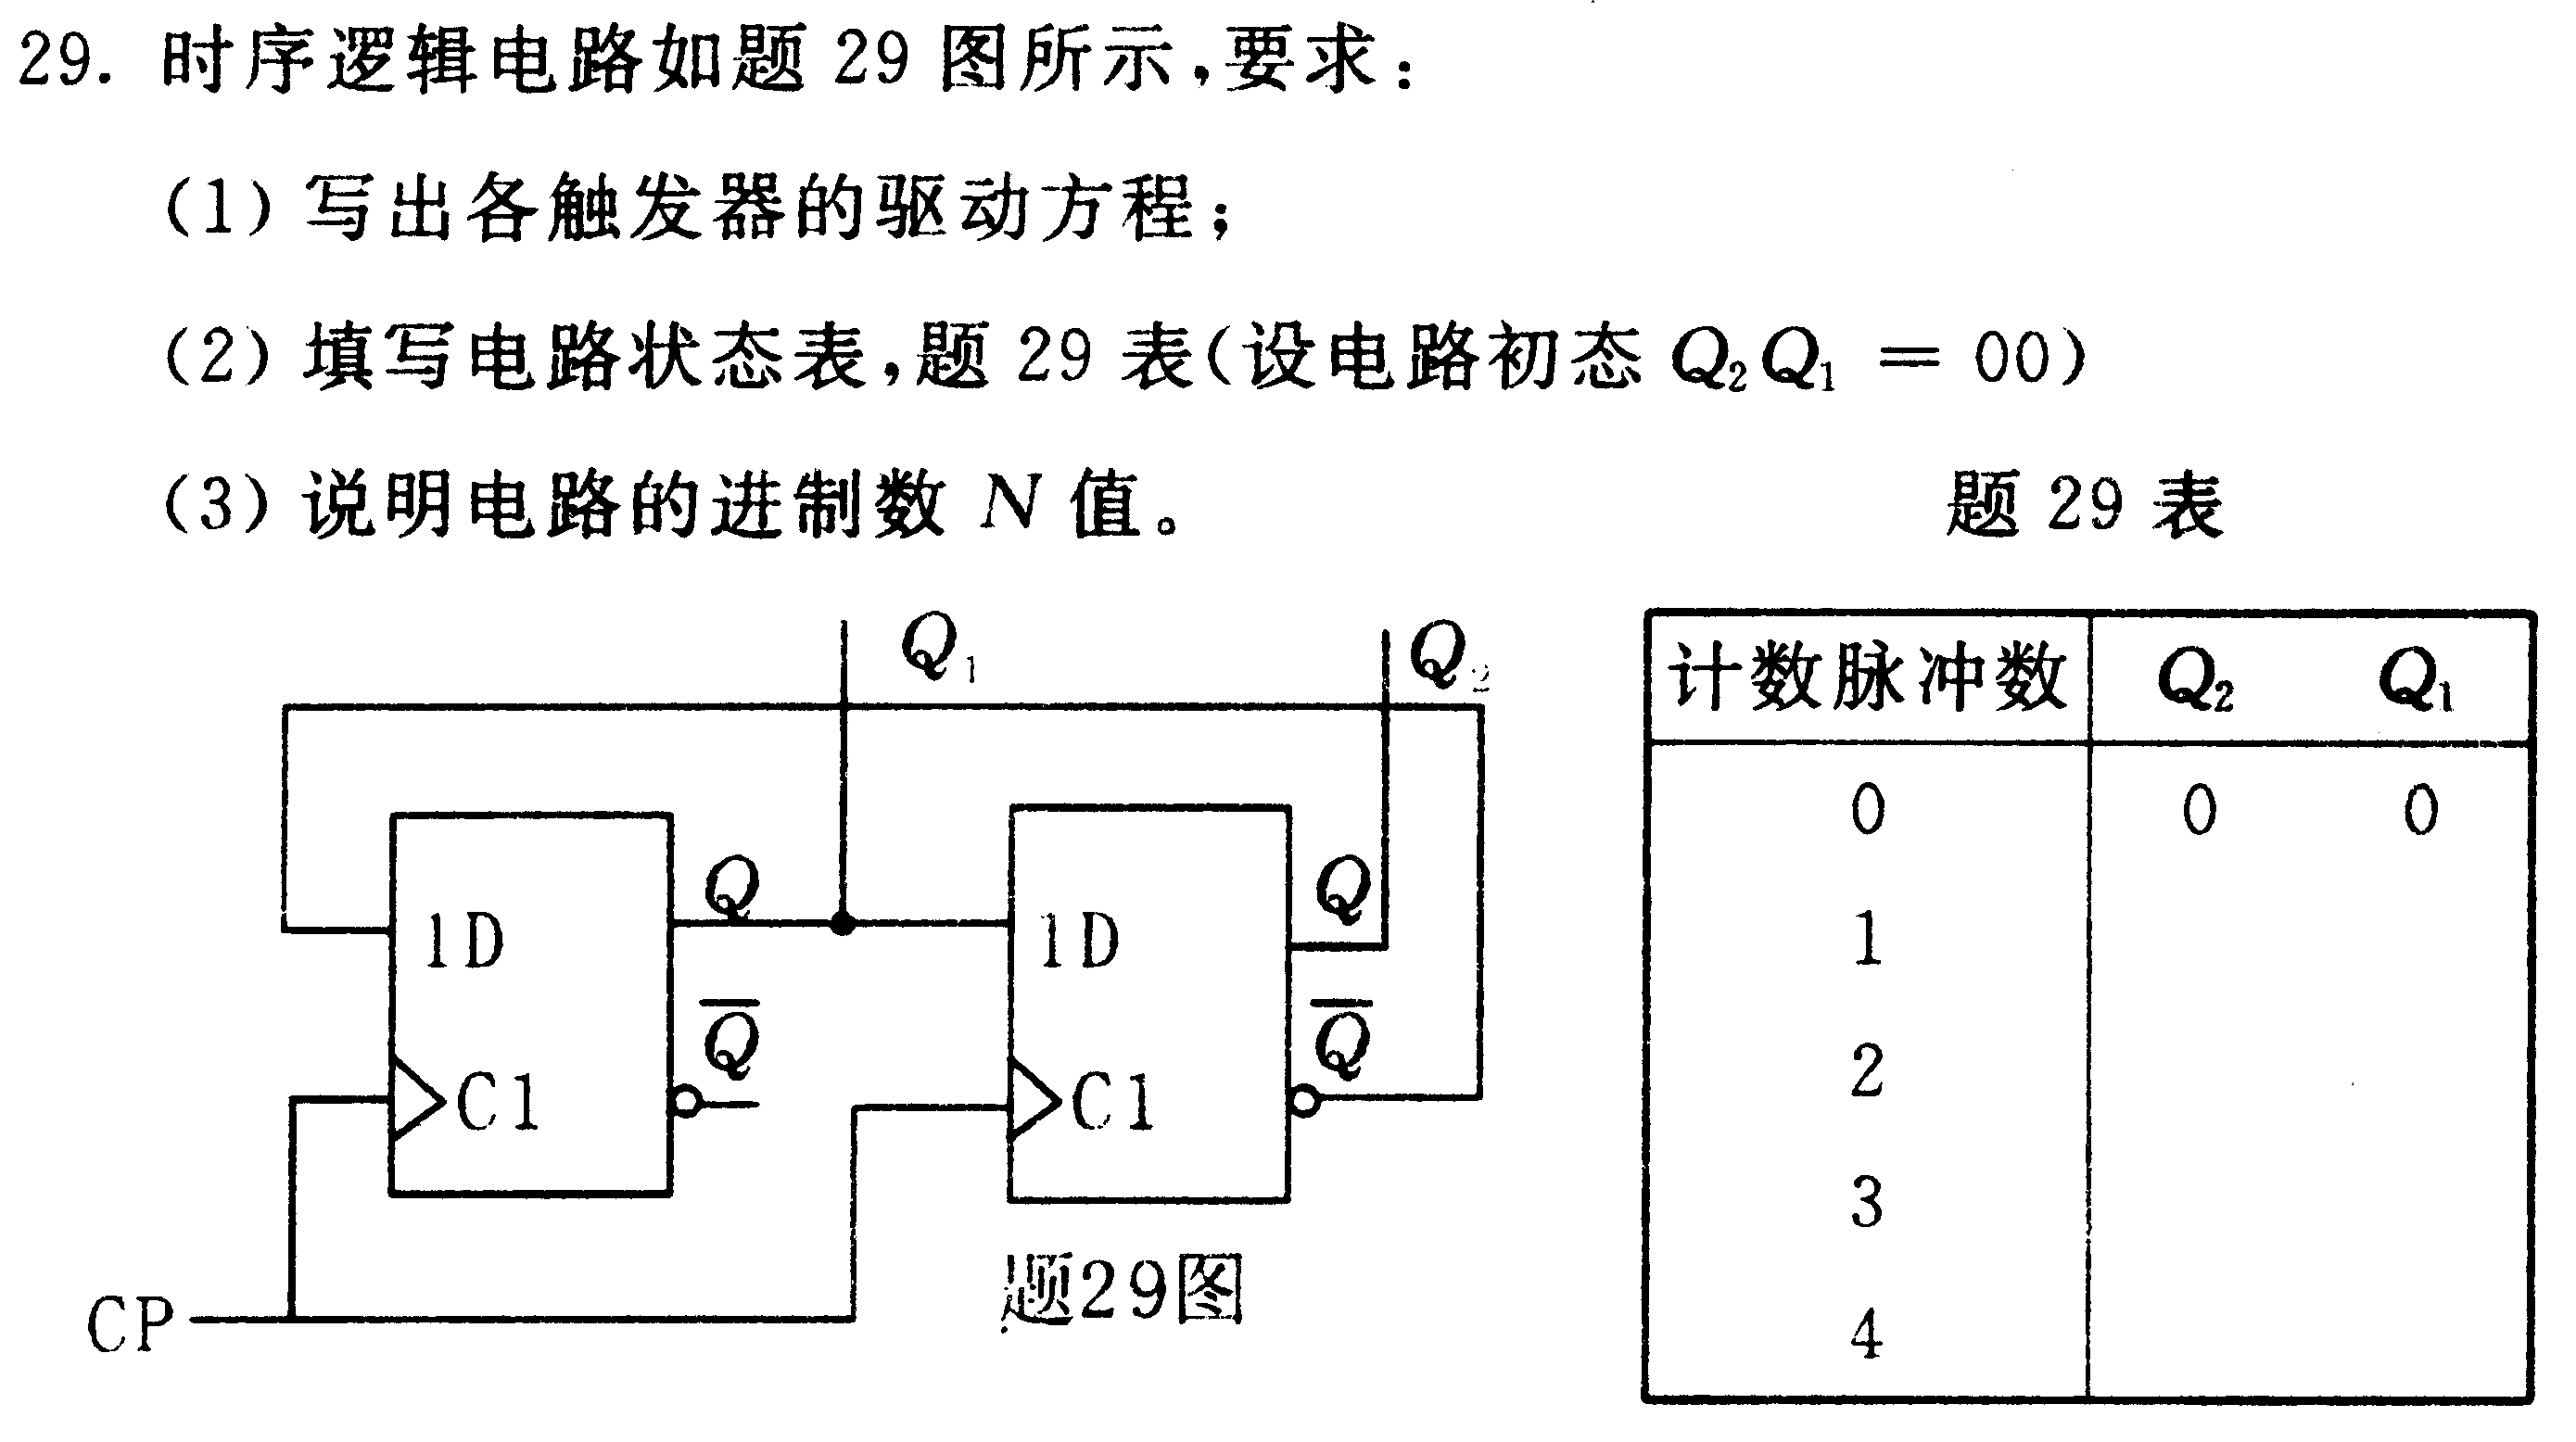 29. 时序逻辑电路如题 29 图所示,要求:
(1) 写出各触发器的驱动方程;
(2) 填写电路状态表,题 29 表(设电路初态 Q₂Q₁ = 00)
(3) 说明电路的进制数 N 值。
题 29 表
Q₁
Q₂
计数脉冲数 Q₂ Q₁
0 0 0
1
2
3
4
Q
Q
1D
1D
Q̅
Q̅
C1
C1
CP
题29图